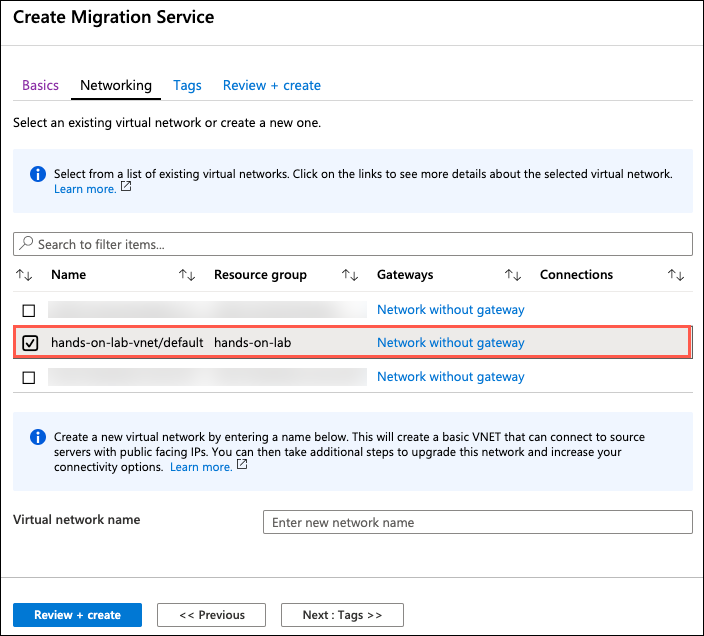 Create Migration Service
Basics Networking Tags Review + create
Select an existing virtual network or create a new one.
Select from a list of existing virtual networks. Click on the links to see more details about the selected virtual network.
Learn more.
Search to filter items...
Name Resource group Gateways Connections
Network without gateway
hands-on-lab-vnet/default hands-on-lab Network without gateway
Network without gateway
Create a new virtual network by entering a name below. This will create a basic VNET that can connect to source
servers with public facing IPs. You can then take additional steps to upgrade this network and increase your
connectivity options. Learn more.
Virtual network name Enter new network name
Review + create << Previous Next : Tags >>